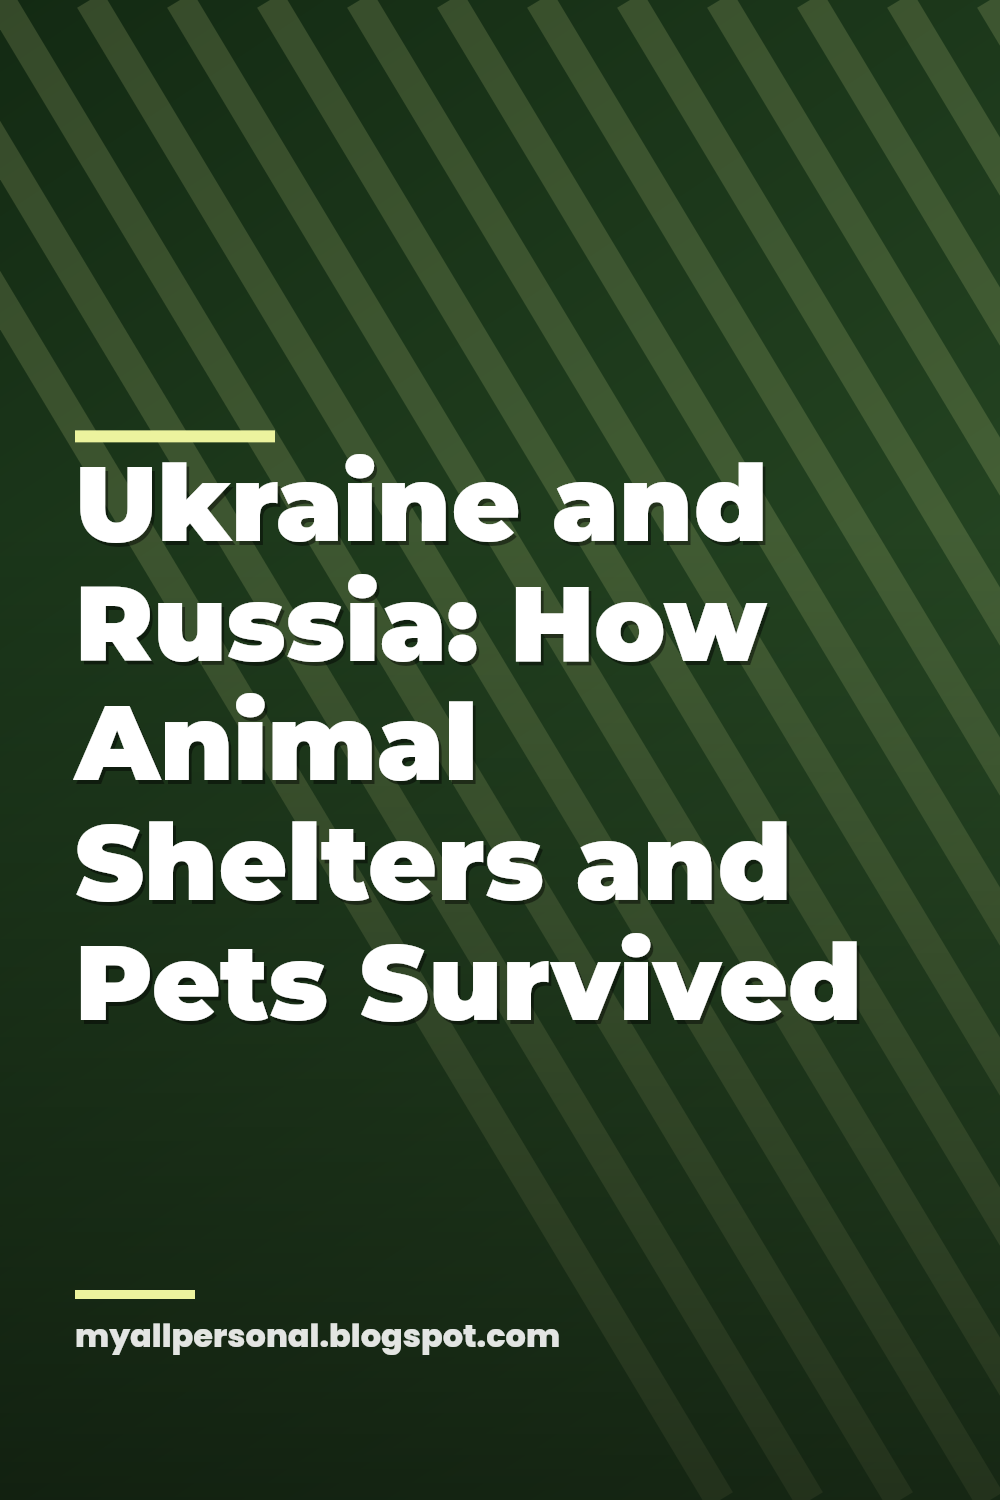 Ukraine and
Russia: How
Animal
Shelters and
Pets Survived
myallpersonal.blogspot.com